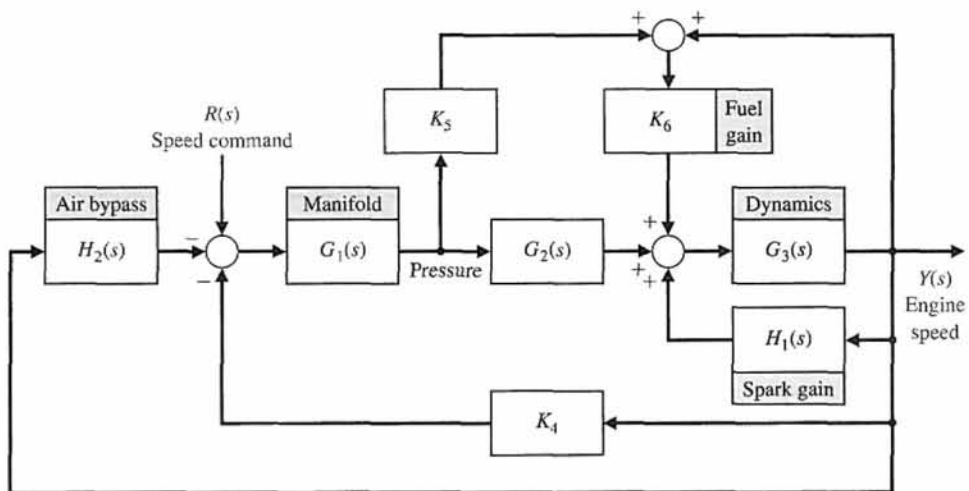 +
+
R(s)
Speed command
K₅
K₆
Fuel
gain
Air bypass
H₂(s)
−
−
Manifold
G₁(s)
Pressure
G₂(s)
+
+
+
Dynamics
G₃(s)
Y(s)
Engine
speed
H₁(s)
Spark gain
K₄